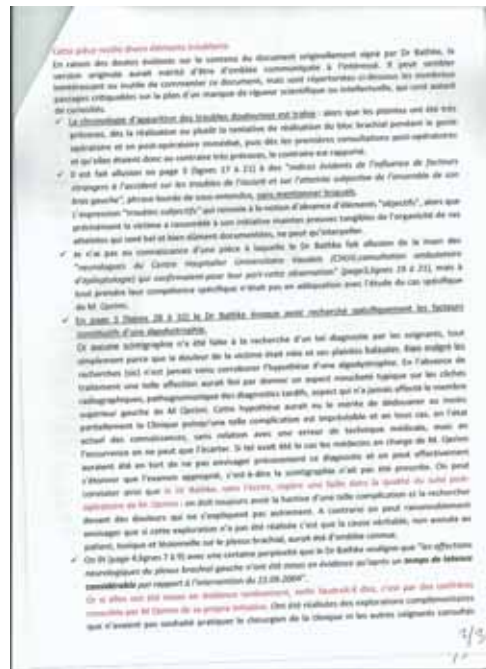 Cette pièce recèle divers éléments troublants
En raison des doutes évidents sur le contenu du document originellement signé par Dr Bathke, la
version originale aurait mérité d'être d'emblée communiquée à l'intéressé. Il peut sembler
inintéressant ou inutile de commenter ce document, mais sont répertoriées ci-dessous les nombreux
passages critiquables sur le plan d'un manque de rigueur scientifique ou intellectuelle, qui sont autant
de curiosités.
✓ La chronologie d'apparition des troubles douloureux est trahie : alors que les plaintes ont été très
précoces, dès la réalisation ou plutôt la tentative de réalisation du bloc brachial pendant le geste
opératoire et en post-opératoire immédiat, puis dès les premières consultations post-opératoires
et qu'elles étaient donc au contraire très précoces, le contraire est rapporté.
✓ Il est fait allusion en page 3 (lignes 17 à 21) à des "indices évidents de l'influence de facteurs
étrangers à l'accident sur les troubles de l'assuré et sur l'atteinte subjective de l'ensemble de son
bras gauche", phrase lourde de sous-entendus, sans mentionner lesquels.
L'expression "troubles subjectifs" qui renvoie à la notion d'absence d'éléments "objectifs", alors que
précisément la victime a rassemblé à son initiative maintes preuves tangibles de l'organicité de ses
atteintes qui sont bel et bien dûment documentées, ne peut qu'interpeller.
✓ Je n'ai pas eu connaissance d'une pièce à laquelle le Dr Bathke fait allusion de la main des
"neurologues du Centre Hospitalier Universitaire Vaudois (CHUV,consultation ambulatoire
d'épileptologie) qui confirmaient pour leur part cette observation" (page3,lignes 19 à 21), mais à
tout prendre leur compétence spécifique n'était pas en adéquation avec l'étude du cas spécifique
de M. Qerimi.
✓ En page 3 (lignes 28 à 32) le Dr Bathke évoque avoir recherché spécifiquement les facteurs
constitutifs d'une algodystrophie.
Or aucune scintigraphie n'a été faite à la recherche d'un tel diagnostic par les soignants, tout
simplement parce que la douleur de la victime était niée et ses plaintes balayées. Rien malgré les
recherches (sic) n'est jamais venu corroborer l'hypothèse d'une algodystrophie. En l'absence de
traitement une telle affection aurait fini par donner un aspect moucheté typique sur les clichés
radiographiques, pathognomonique des diagnostics tardifs, aspect qui n'a jamais affecté le membre
supérieur gauche de M. Qerimi. Cette hypothèse aurait eu le mérite de dédouaner au moins
partiellement la Clinique puisqu'une telle complication est imprévisible et en tout cas, en l'état
actuel des connaissances, sans relation avec une erreur de technique médicale, mais en
l'occurrence on ne peut que l'écarter. Si tel avait été le cas les médecins en charge de M. Qerimi
auraient été en tort de ne pas envisager précocement ce diagnostic et on peut effectivement
s'étonner que l'examen approprié, c'est-à-dire la scintigraphie n'ait pas été prescrite. On peut
constater ainsi que le Dr Bathke, sans l'écrire, repère une faille dans la qualité du suivi post-
opératoire de M. Qerimi : on doit toujours avoir la hantise d'une telle complication et la rechercher
devant des douleurs qui ne s'expliquent pas autrement. A contrario on peut raisonnablement
envisager que si cette exploration n'a pas été réalisée c'est que la cause véritable, non avouée au
patient, tronque et lésionnelle sur le plexus brachial, aurait été d'emblée connue.
✓ On lit (page 4,lignes 7 à 9) avec une certaine perplexité que le Dr Bathke souligne que "les affections
neurologiques du plexus brachial gauche n'ont été mises en évidence qu'après un temps de latence
considérable par rapport à l'intervention du 22.09.2004".
Or si elles ont été mises en évidence tardivement, c'est par des confrères
consultés par M Qerimi de sa propre initiative. Ont été réalisées des explorations complémentaires
que n'avaient pas souhaité pratiquer le chirurgien de la clinique ni les autres soignants consultés